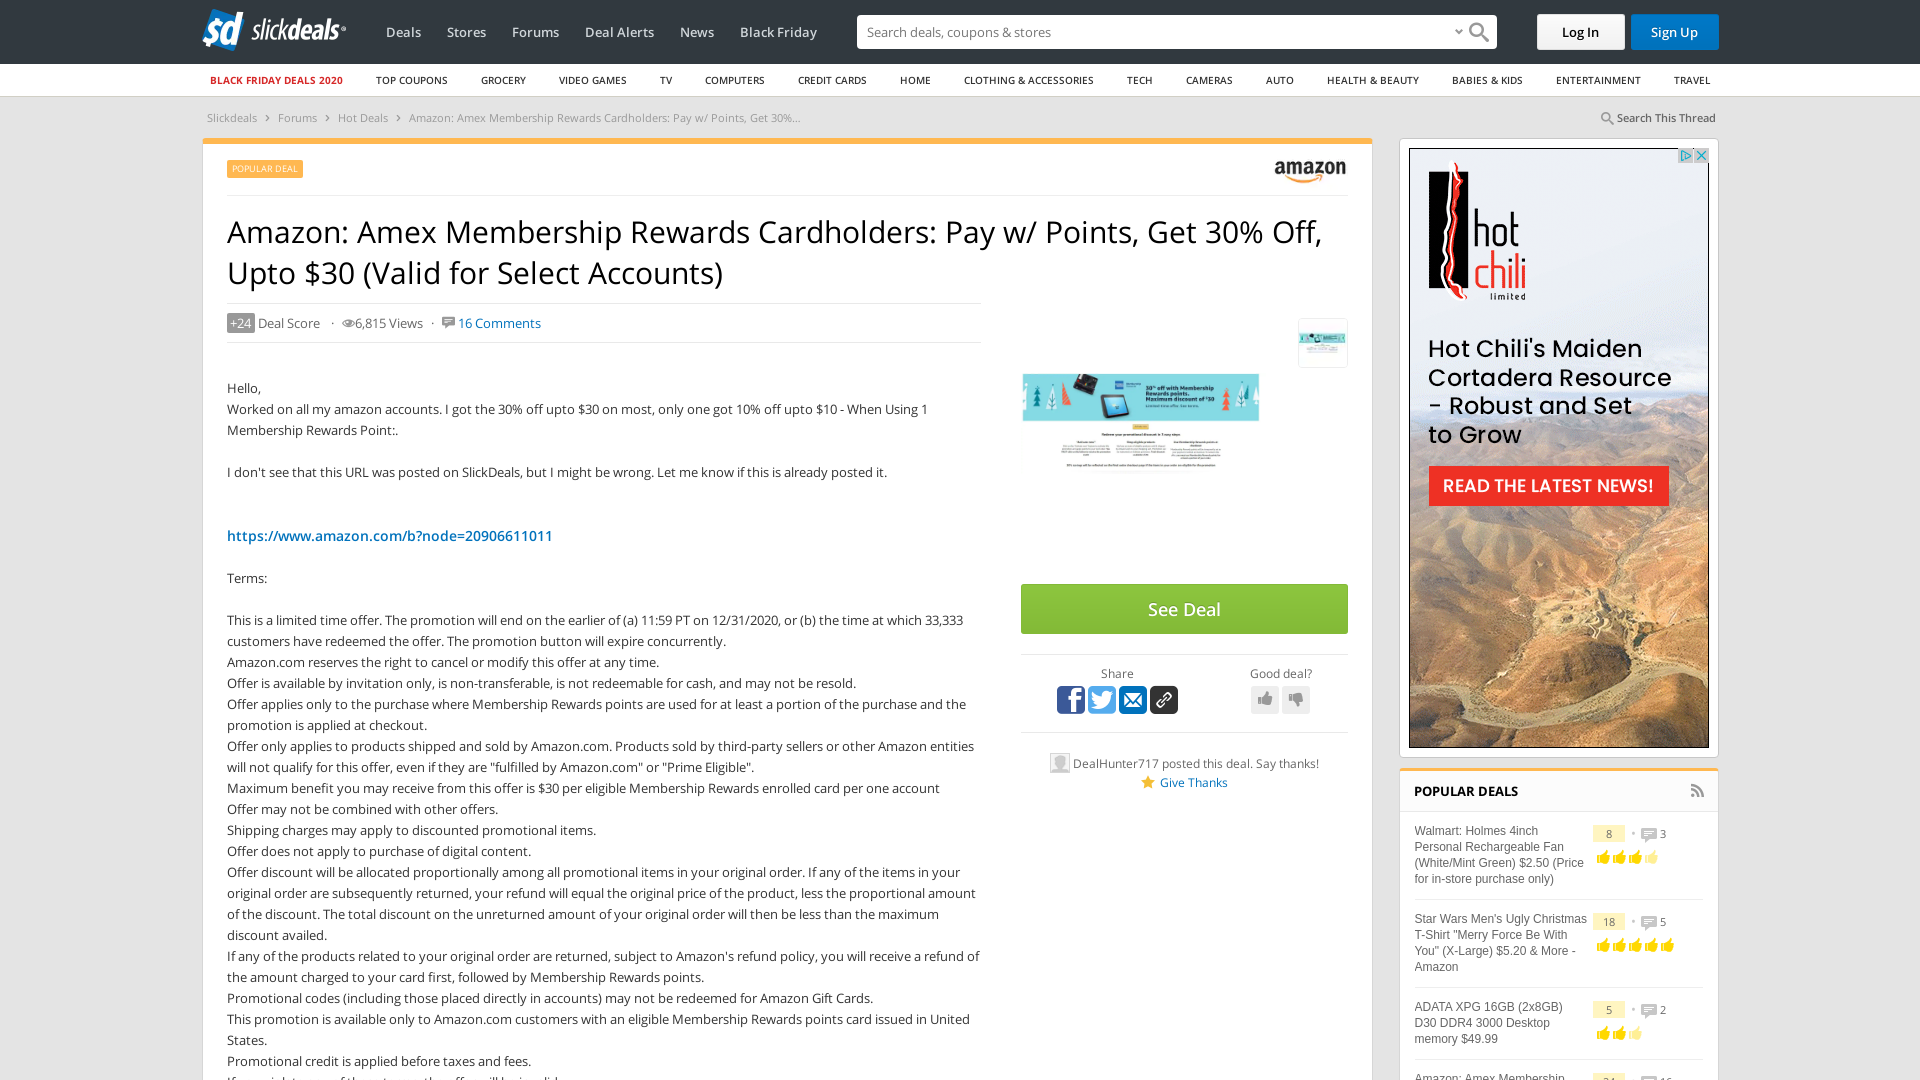 sd slickdeals
Deals
Stores
Forums
Deal Alerts
News
Black Friday
Search deals, coupons & stores
Log In
Sign Up
BLACK FRIDAY DEALS 2020
TOP COUPONS
GROCERY
VIDEO GAMES
TV
COMPUTERS
CREDIT CARDS
HOME
CLOTHING & ACCESSORIES
TECH
CAMERAS
AUTO
HEALTH & BEAUTY
BABIES & KIDS
ENTERTAINMENT
TRAVEL
Slickdeals > Forums > Hot Deals > Amazon: Amex Membership Rewards Cardholders: Pay w/ Points, Get 30%...
Search This Thread
POPULAR DEAL
amazon
Amazon: Amex Membership Rewards Cardholders: Pay w/ Points, Get 30% Off,
Upto $30 (Valid for Select Accounts)
+24 Deal Score · 6,815 Views · 16 Comments
Hello,
Worked on all my amazon accounts. I got the 30% off upto $30 on most, only one got 10% off upto $10 - When Using 1
Membership Rewards Point:.
I don't see that this URL was posted on SlickDeals, but I might be wrong. Let me know if this is already posted it.
https://www.amazon.com/b?node=20906611011
Terms:
This is a limited time offer. The promotion will end on the earlier of (a) 11:59 PT on 12/31/2020, or (b) the time at which 33,333
customers have redeemed the offer. The promotion button will expire concurrently.
Amazon.com reserves the right to cancel or modify this offer at any time.
Offer is available by invitation only, is non-transferable, is not redeemable for cash, and may not be resold.
Offer applies only to the purchase where Membership Rewards points are used for at least a portion of the purchase and the
promotion is applied at checkout.
Offer only applies to products shipped and sold by Amazon.com. Products sold by third-party sellers or other Amazon entities
will not qualify for this offer, even if they are "fulfilled by Amazon.com" or "Prime Eligible".
Maximum benefit you may receive from this offer is $30 per eligible Membership Rewards enrolled card per one account
Offer may not be combined with other offers.
Shipping charges may apply to discounted promotional items.
Offer does not apply to purchase of digital content.
Offer discount will be allocated proportionally among all promotional items in your original order. If any of the items in your
original order are subsequently returned, your refund will equal the original price of the product, less the proportional amount
of the discount. The total discount on the unreturned amount of your original order will then be less than the maximum
discount availed.
If any of the products related to your original order are returned, subject to Amazon's refund policy, you will receive a refund of
the amount charged to your card first, followed by Membership Rewards points.
Promotional codes (including those placed directly in accounts) may not be redeemed for Amazon Gift Cards.
This promotion is available only to Amazon.com customers with an eligible Membership Rewards points card issued in United
States.
Promotional credit is applied before taxes and fees.
30% off with Membership
Rewards points.
Maximum discount of $30
See Deal
Share
Good deal?
DealHunter717 posted this deal. Say thanks!
Give Thanks
hot
chili
limited
Hot Chili's Maiden
Cortadera Resource
- Robust and Set
to Grow
READ THE LATEST NEWS!
POPULAR DEALS
Walmart: Holmes 4inch
Personal Rechargeable Fan
(White/Mint Green) $2.50 (Price
for in-store purchase only)
8 · 3
Star Wars Men's Ugly Christmas
T-Shirt "Merry Force Be With
You" (X-Large) $5.20 & More -
Amazon
18 · 5
ADATA XPG 16GB (2x8GB)
D30 DDR4 3000 Desktop
memory $49.99
5 · 2
Amazon: Amex Membership